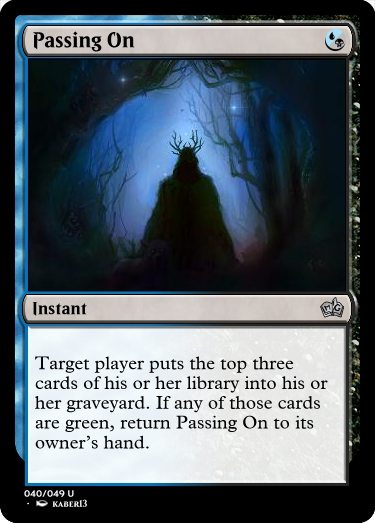 Passing On
Instant
Target player puts the top three
cards of his or her library into his or
her graveyard. If any of those cards
are green, return Passing On to its
owner's hand.
040/049 U
· KABER13